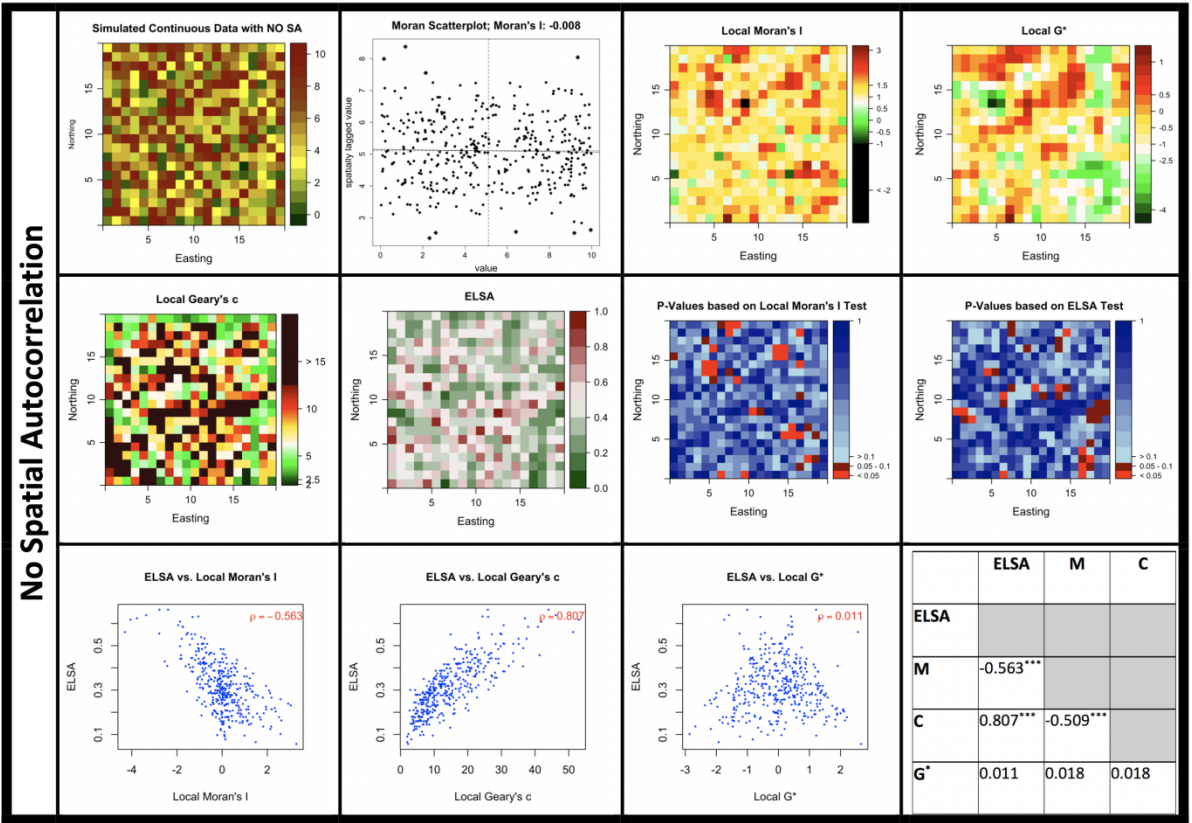 No Spatial Autocorrelation
Simulated Continuous Data with NO SA
Northing
15
10
5
5 10 15
Easting
10
8
6
4
2
0
Moran Scatterplot; Moran's I: -0.008
spatially lagged value
8
7
6
5
4
3
0 2 4 6 8 10
value
Local Moran's I
Northing
15
10
5
5 10 15
Easting
3
1.5
1
0.5
0
-0.5
-1
< -2
Local G*
Northing
15
10
5
5 10 15
Easting
1
0
-0.5
-1
-2.5
-4
Local Geary's c
Northing
15
10
5
5 10 15
Easting
> 15
10
5
2.5
2
ELSA
Northing
15
10
5
5 10 15
Easting
1.0
0.8
0.6
0.4
0.2
0.0
P-Values based on Local Moran's I Test
Northing
15
10
5
5 10 15
Easting
1
> 0.1
0.05 - 0.1
< 0.05
P-Values based on ELSA Test
Northing
15
10
5
5 10 15
Easting
1
> 0.1
0.05 - 0.1
< 0.05
ELSA vs. Local Moran's I
ρ = − 0.563
ELSA
0.5
0.3
0.1
-4 -2 0 2
Local Moran's I
ELSA vs. Local Geary's c
ρ = 0.807
ELSA
0.5
0.3
0.1
0 10 20 30 40 50
Local Geary's c
ELSA vs. Local G*
ρ = 0.011
ELSA
0.5
0.3
0.1
-3 -2 -1 0 1 2
Local G*
ELSA M C
ELSA
M -0.563***
C 0.807*** -0.509***
G* 0.011 0.018 0.018